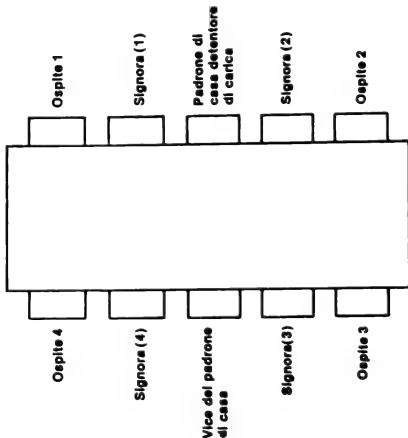 Ospite 4
Ospite 1
Signora (4)
Signora (1)
Vice del padrone
di casa
Padrone di
casa detentore
di carica
Signora(3)
Signora (2)
Ospite 3
Ospite 2